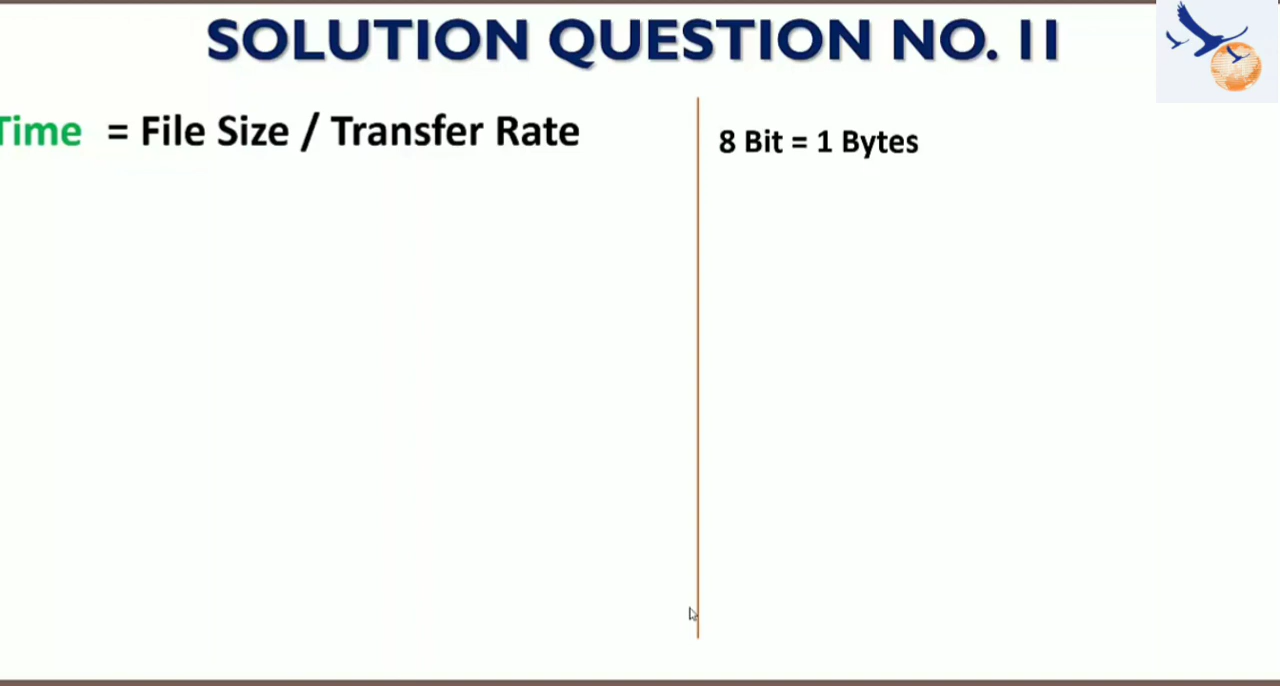 SOLUTION QUESTION NO. 11
Time = File Size / Transfer Rate
8 Bit = 1 Bytes